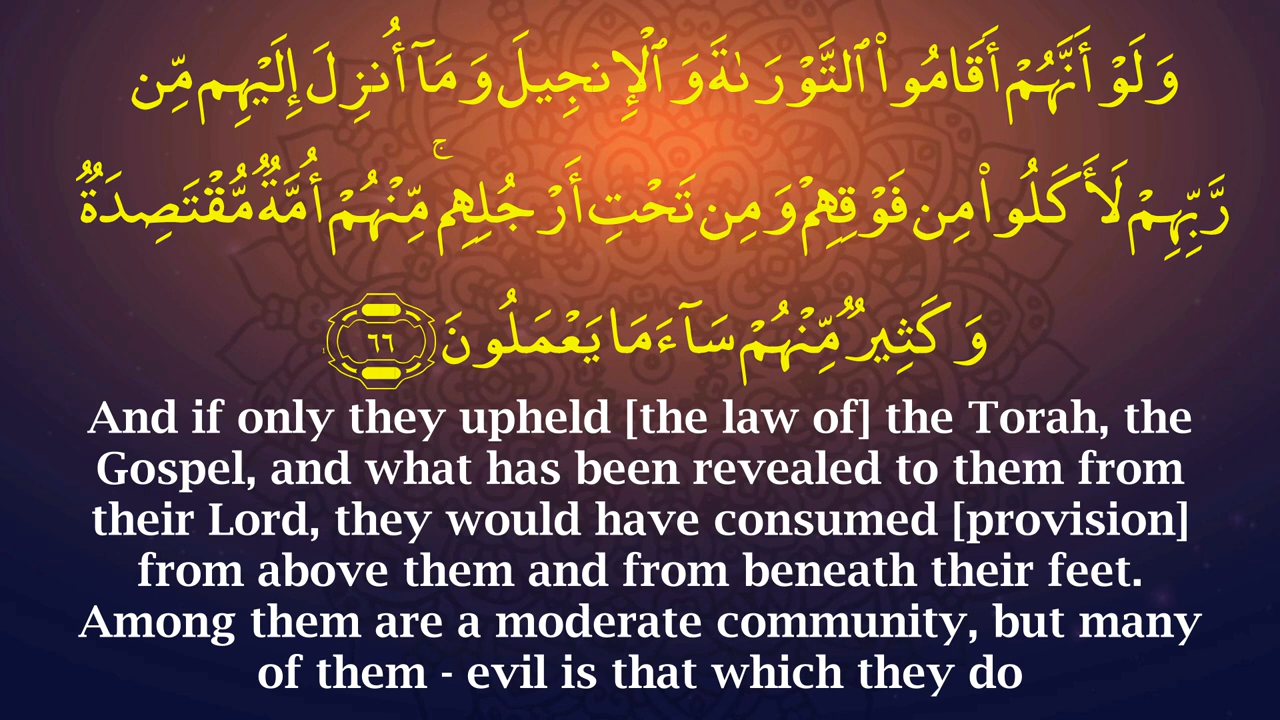 وَلَوْ أَنَّهُمْ أَقَامُوا۟ ٱلتَّوْرَىٰةَ وَٱلْإِنجِيلَ وَمَآ أُنزِلَ إِلَيْهِم مِّن
رَّبِّهِمْ لَأَكَلُوا۟ مِن فَوْقِهِمْ وَمِن تَحْتِ أَرْجُلِهِم ۚ مِّنْهُمْ أُمَّةٌ مُّقْتَصِدَةٌ
وَكَثِيرٌ مِّنْهُمْ سَآءَ مَا يَعْمَلُونَ ٦٦
And if only they upheld [the law of] the Torah, the
Gospel, and what has been revealed to them from
their Lord, they would have consumed [provision]
from above them and from beneath their feet.
Among them are a moderate community, but many
of them - evil is that which they do